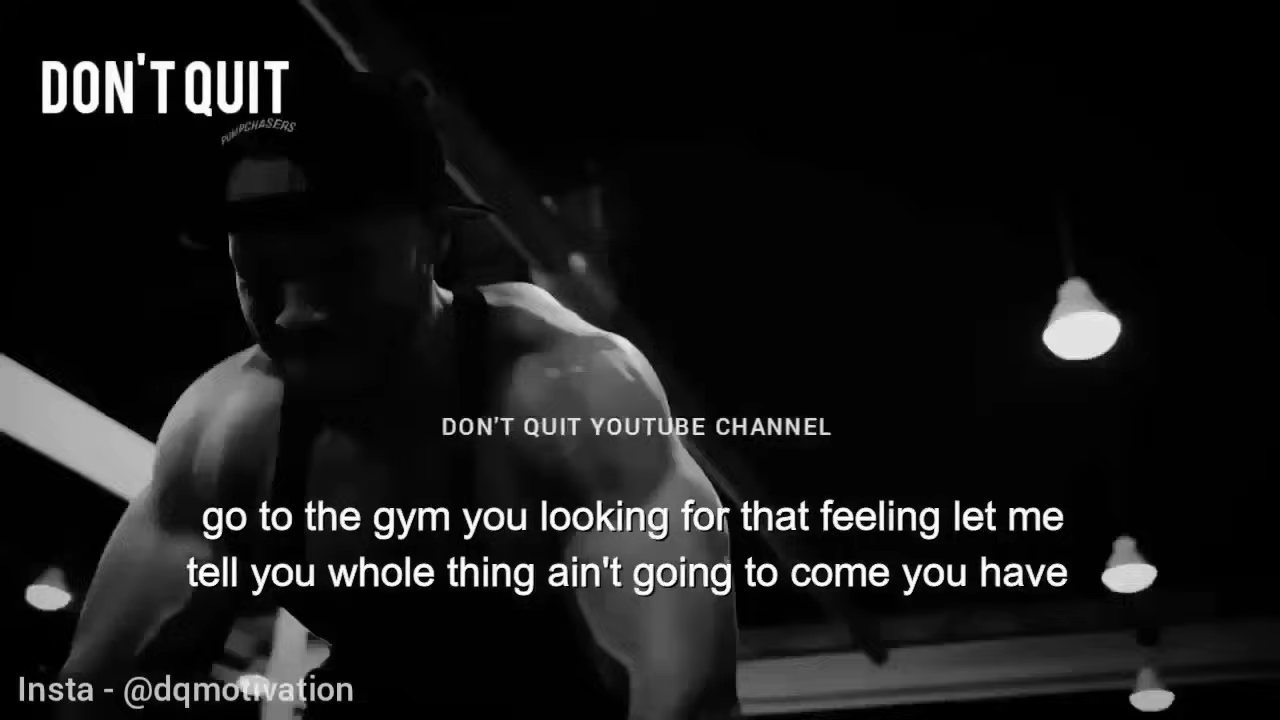 DON'T QUIT
PUMPCHASERS
DON'T QUIT YOUTUBE CHANNEL
go to the gym you looking for that feeling let me
tell you whole thing ain't going to come you have
Insta - @dqmotivation